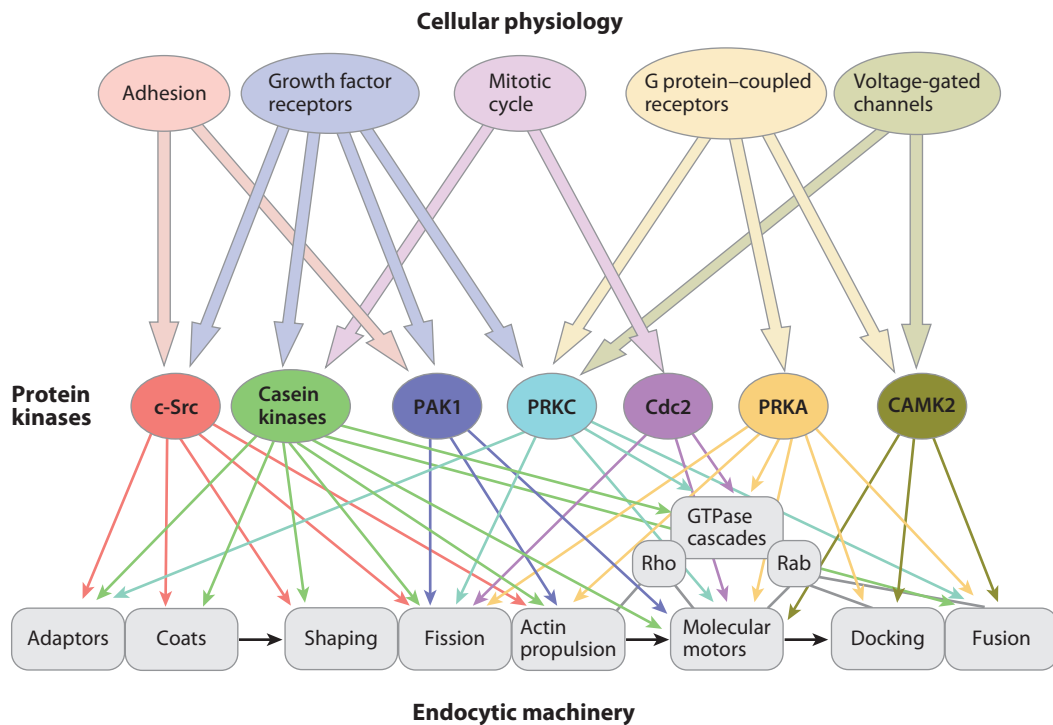 Cellular physiology
Adhesion
Growth factor
receptors
Mitotic
cycle
G protein–coupled
receptors
Voltage-gated
channels
Protein
kinases
c-Src
Casein
kinases
PAK1
PRKC
Cdc2
PRKA
CAMK2
GTPase
cascades
Rho
Rab
Adaptors
Coats
Shaping
Fission
Actin
propulsion
Molecular
motors
Docking
Fusion
Endocytic machinery